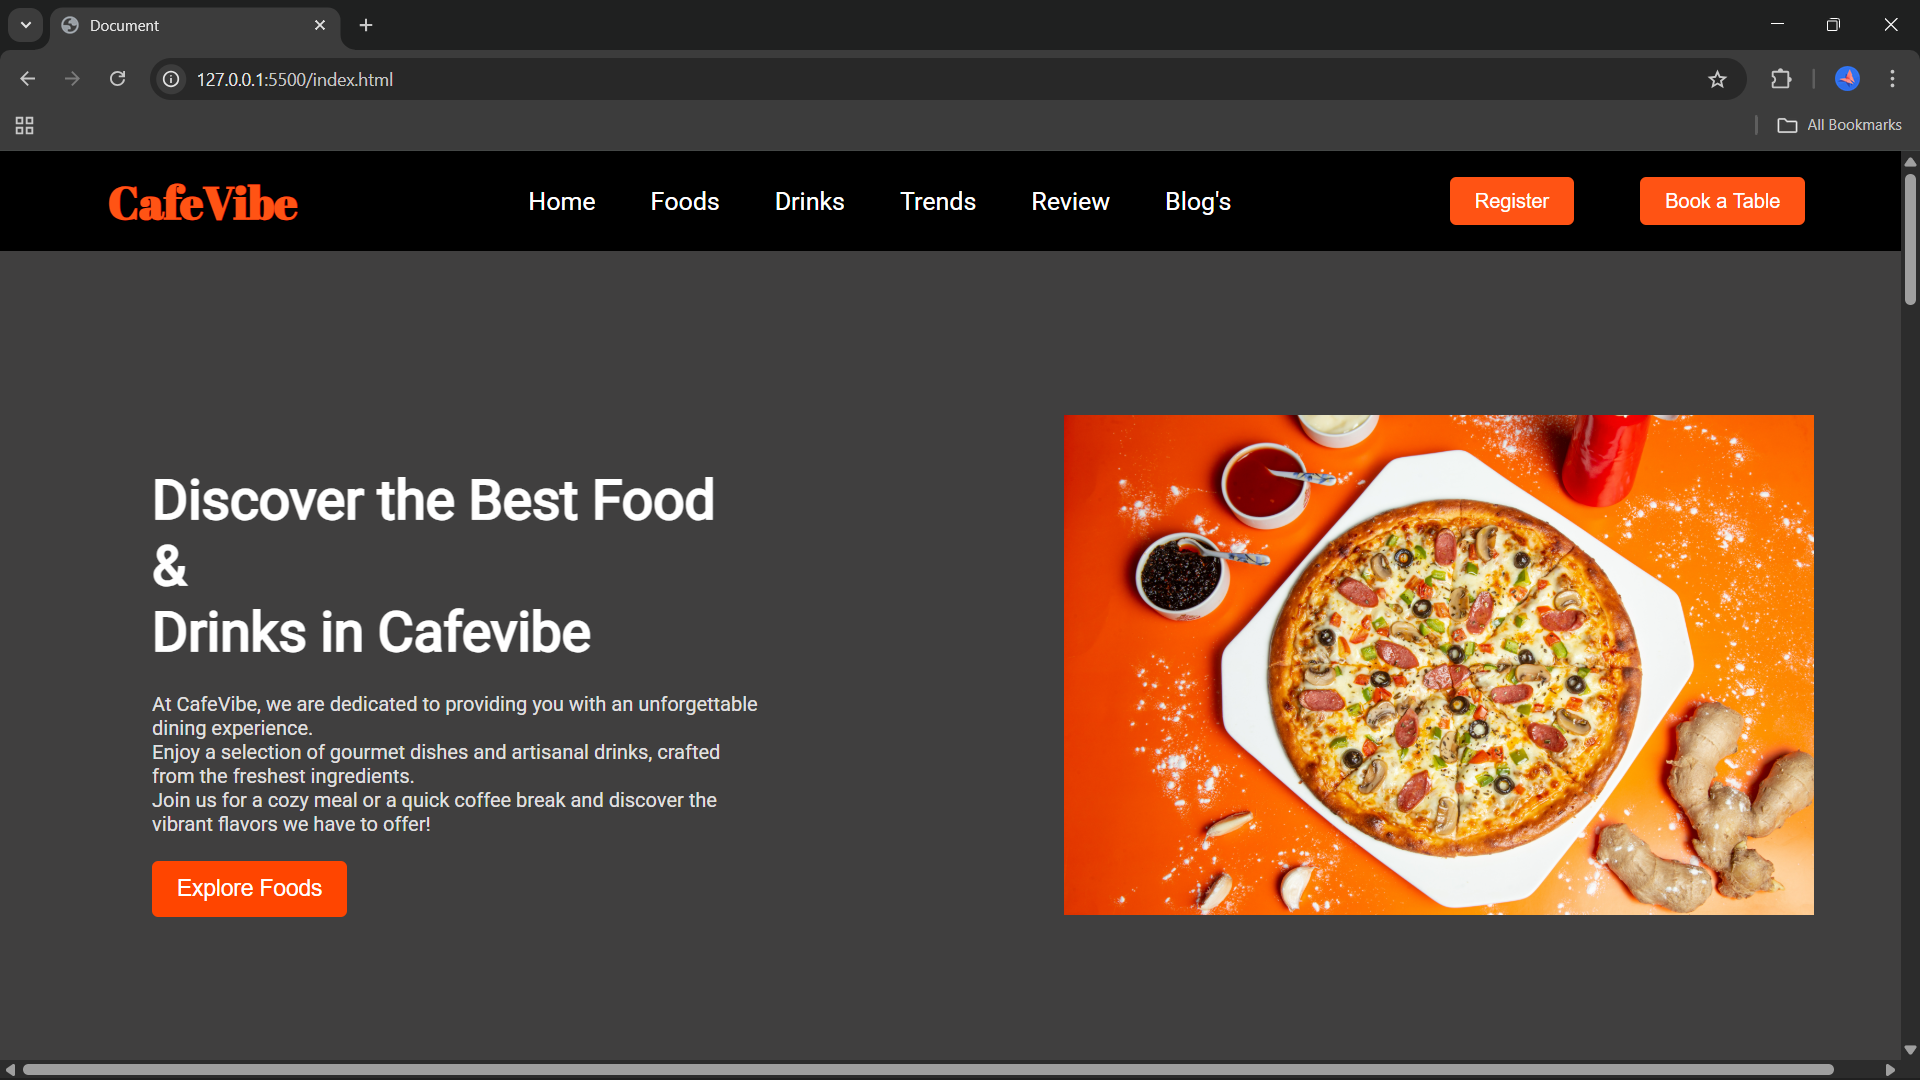 Document
127.0.0.1:5500/index.html
All Bookmarks
CafeVibe
Home
Foods
Drinks
Trends
Review
Blog's
Register
Book a Table
Discover the Best Food
&
Drinks in Cafevibe
At CafeVibe, we are dedicated to providing you with an unforgettable
dining experience.
Enjoy a selection of gourmet dishes and artisanal drinks, crafted
from the freshest ingredients.
Join us for a cozy meal or a quick coffee break and discover the
vibrant flavors we have to offer!
Explore Foods